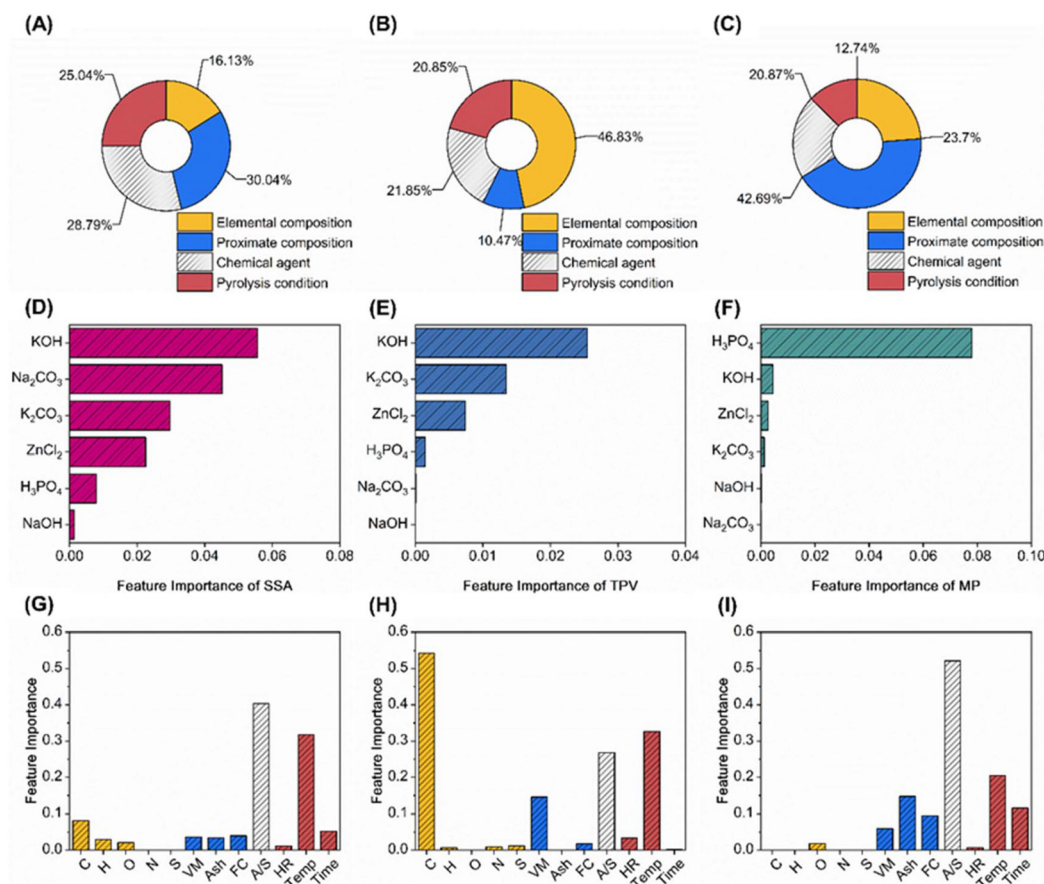 (A)
25.04%
16.13%
30.04%
28.79%
Elemental composition
Proximate composition
Chemical agent
Pyrolysis condition
(B)
20.85%
46.83%
21.85%
10.47%
Elemental composition
Proximate composition
Chemical agent
Pyrolysis condition
(C)
12.74%
20.87%
23.7%
42.69%
Elemental composition
Proximate composition
Chemical agent
Pyrolysis condition
(D)
KOH
Na₂CO₃
K₂CO₃
ZnCl₂
H₃PO₄
NaOH
0.00 0.02 0.04 0.06 0.08
Feature Importance of SSA
(E)
KOH
K₂CO₃
ZnCl₂
H₃PO₄
Na₂CO₃
NaOH
0.00 0.01 0.02 0.03 0.04
Feature Importance of TPV
(F)
H₃PO₄
KOH
ZnCl₂
K₂CO₃
NaOH
Na₂CO₃
0.00 0.02 0.04 0.06 0.08 0.10
Feature Importance of MP
(G)
Feature Importance
0.6
0.5
0.4
0.3
0.2
0.1
0.0
C H O N S VM Ash FC A/S HR Temp Time
(H)
Feature Importance
0.6
0.5
0.4
0.3
0.2
0.1
0.0
C H O N S VM Ash FC A/S HR Temp Time
(I)
Feature Importance
0.6
0.5
0.4
0.3
0.2
0.1
0.0
C H O N S VM Ash FC A/S HR Temp Time